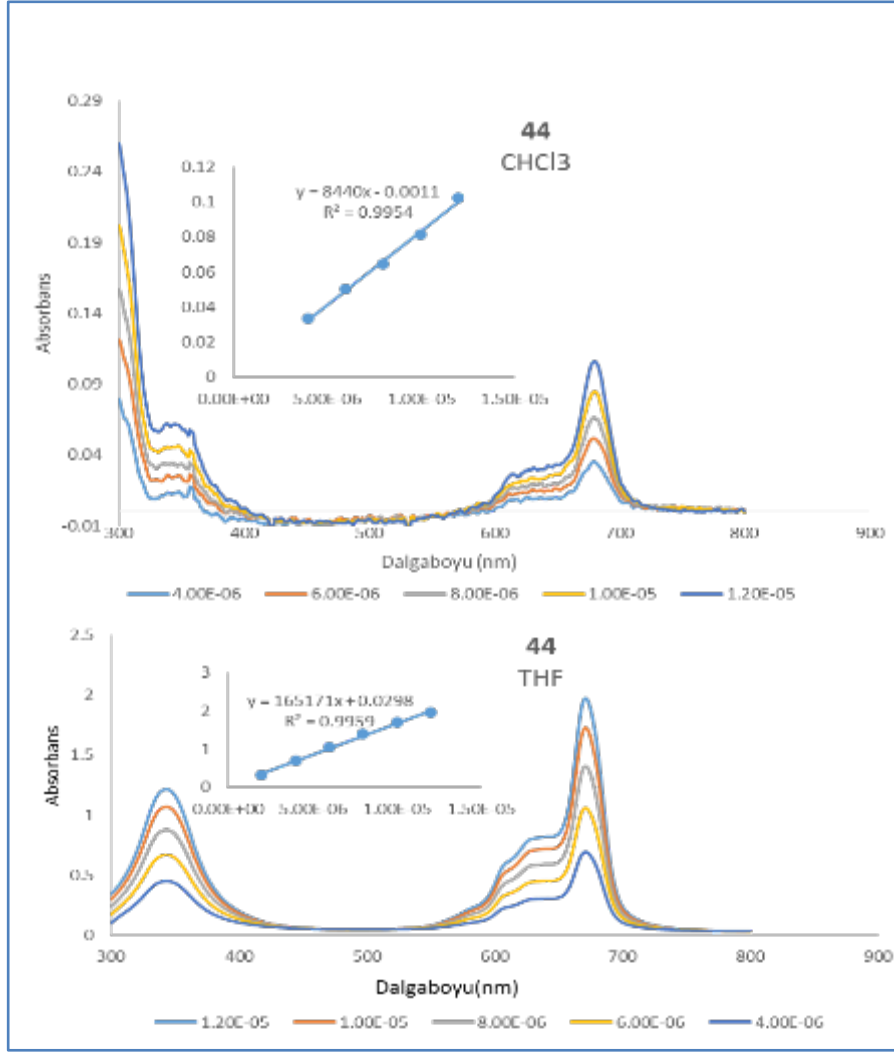 44
CHCl3
0.29
0.24
0.19
0.14
0.09
0.04
-0.01
Absorbans
0.12
0.1
0.08
0.06
0.04
0.02
0
y = 8440x - 0.0011
R² = 0.9954
0.00E+00 5.00E-06 1.00E-05 1.50E-05
300 400 500 600 700 800 900
Dalgaboyu (nm)
4.00E-06 6.00E-06 8.00E-06 1.00E-05 1.20E-05
44
THF
2.5
2
1.5
1
0.5
0
Absorbans
3
2
1
0
y = 165171x + 0.0298
R² = 0.9959
0.00E+00 5.00E-06 1.00E-05 1.50E-05
300 400 500 600 700 800 900
Dalgaboyu(nm)
1.20E-05 1.00E-05 8.00E-06 6.00E-06 4.00E-06